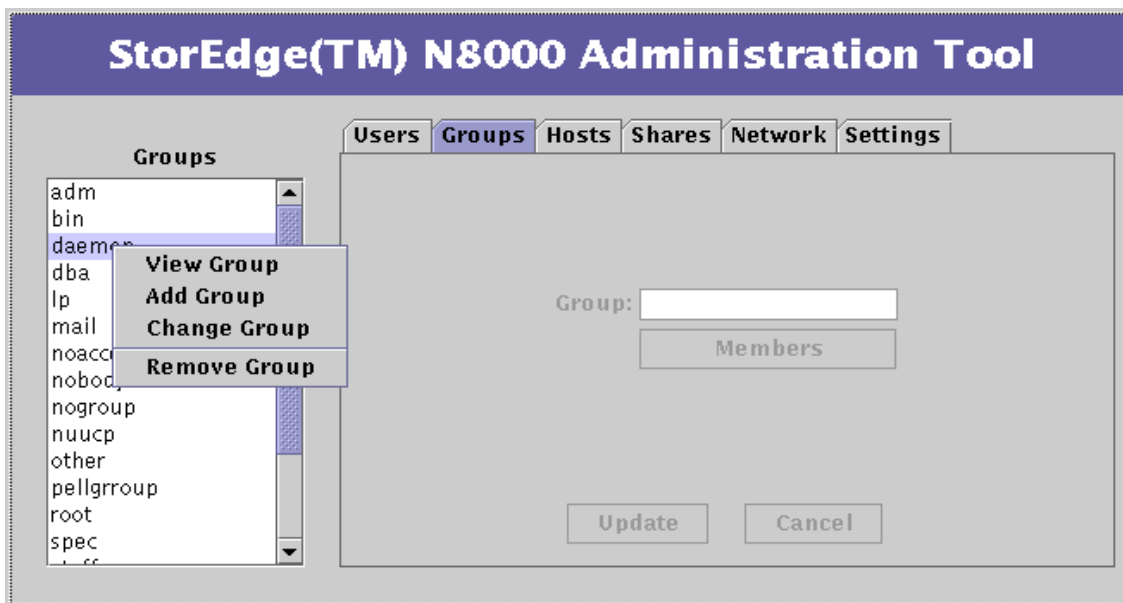 StorEdge(TM) N8000 Administration Tool
Users Groups Hosts Shares Network Settings
Groups
adm
bin
dba
lp
mail
nogroup
nuucp
other
pellgrroup
root
spec
View Group
Add Group
Change Group
Remove Group
Group:
Members
Update Cancel